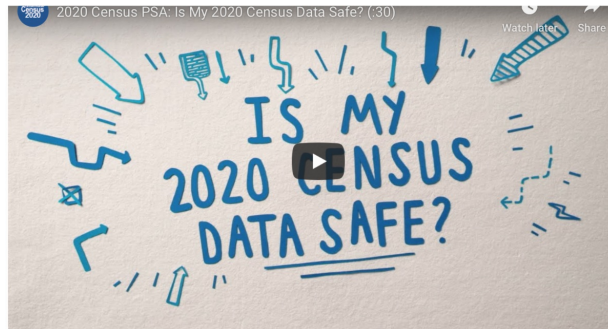 Census
2020
2020 Census PSA: Is My 2020 Census Data Safe? (:30)
Watch later
Share
IS MY
2020 CENSUS
DATA SAFE?